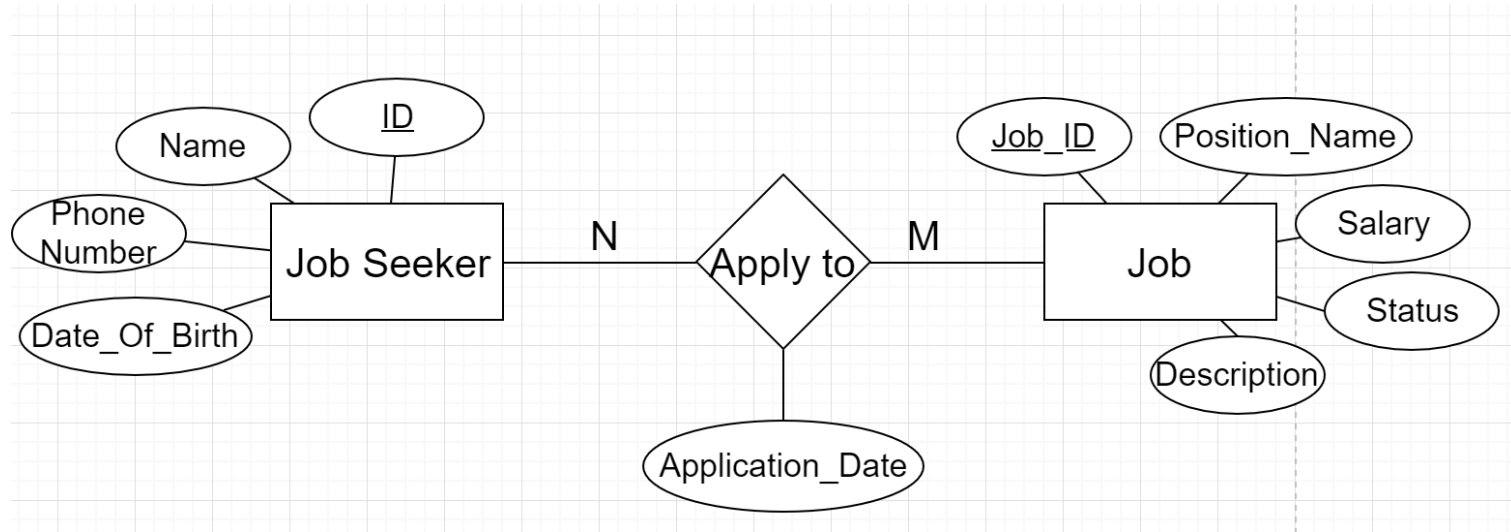 ID
Name
Phone
Number
Date_Of_Birth
Job Seeker
N
Apply to
M
Application_Date
Job_ID
Position_Name
Salary
Job
Status
Description